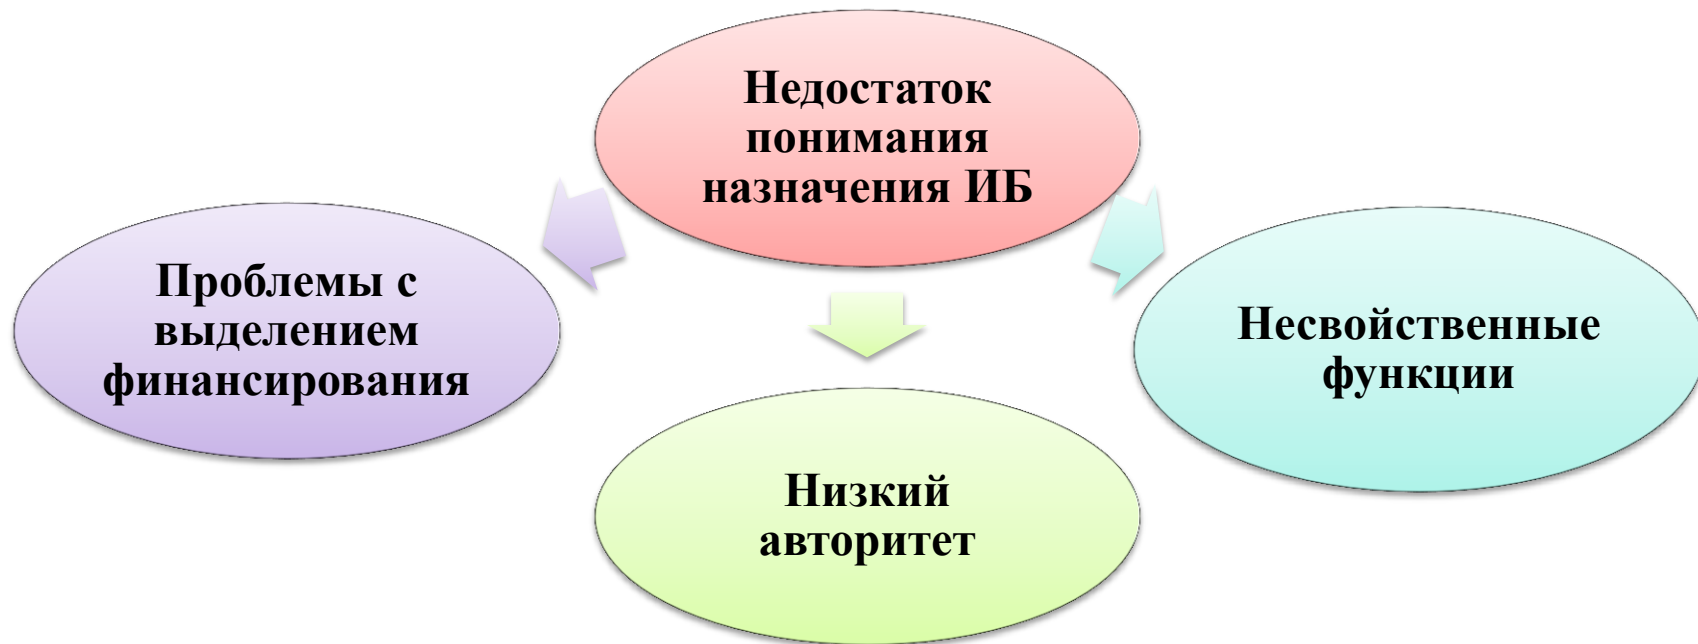 Недостаток
понимания
назначения ИБ
Проблемы с
выделением
финансирования
Несвойственные
функции
Низкий
авторитет